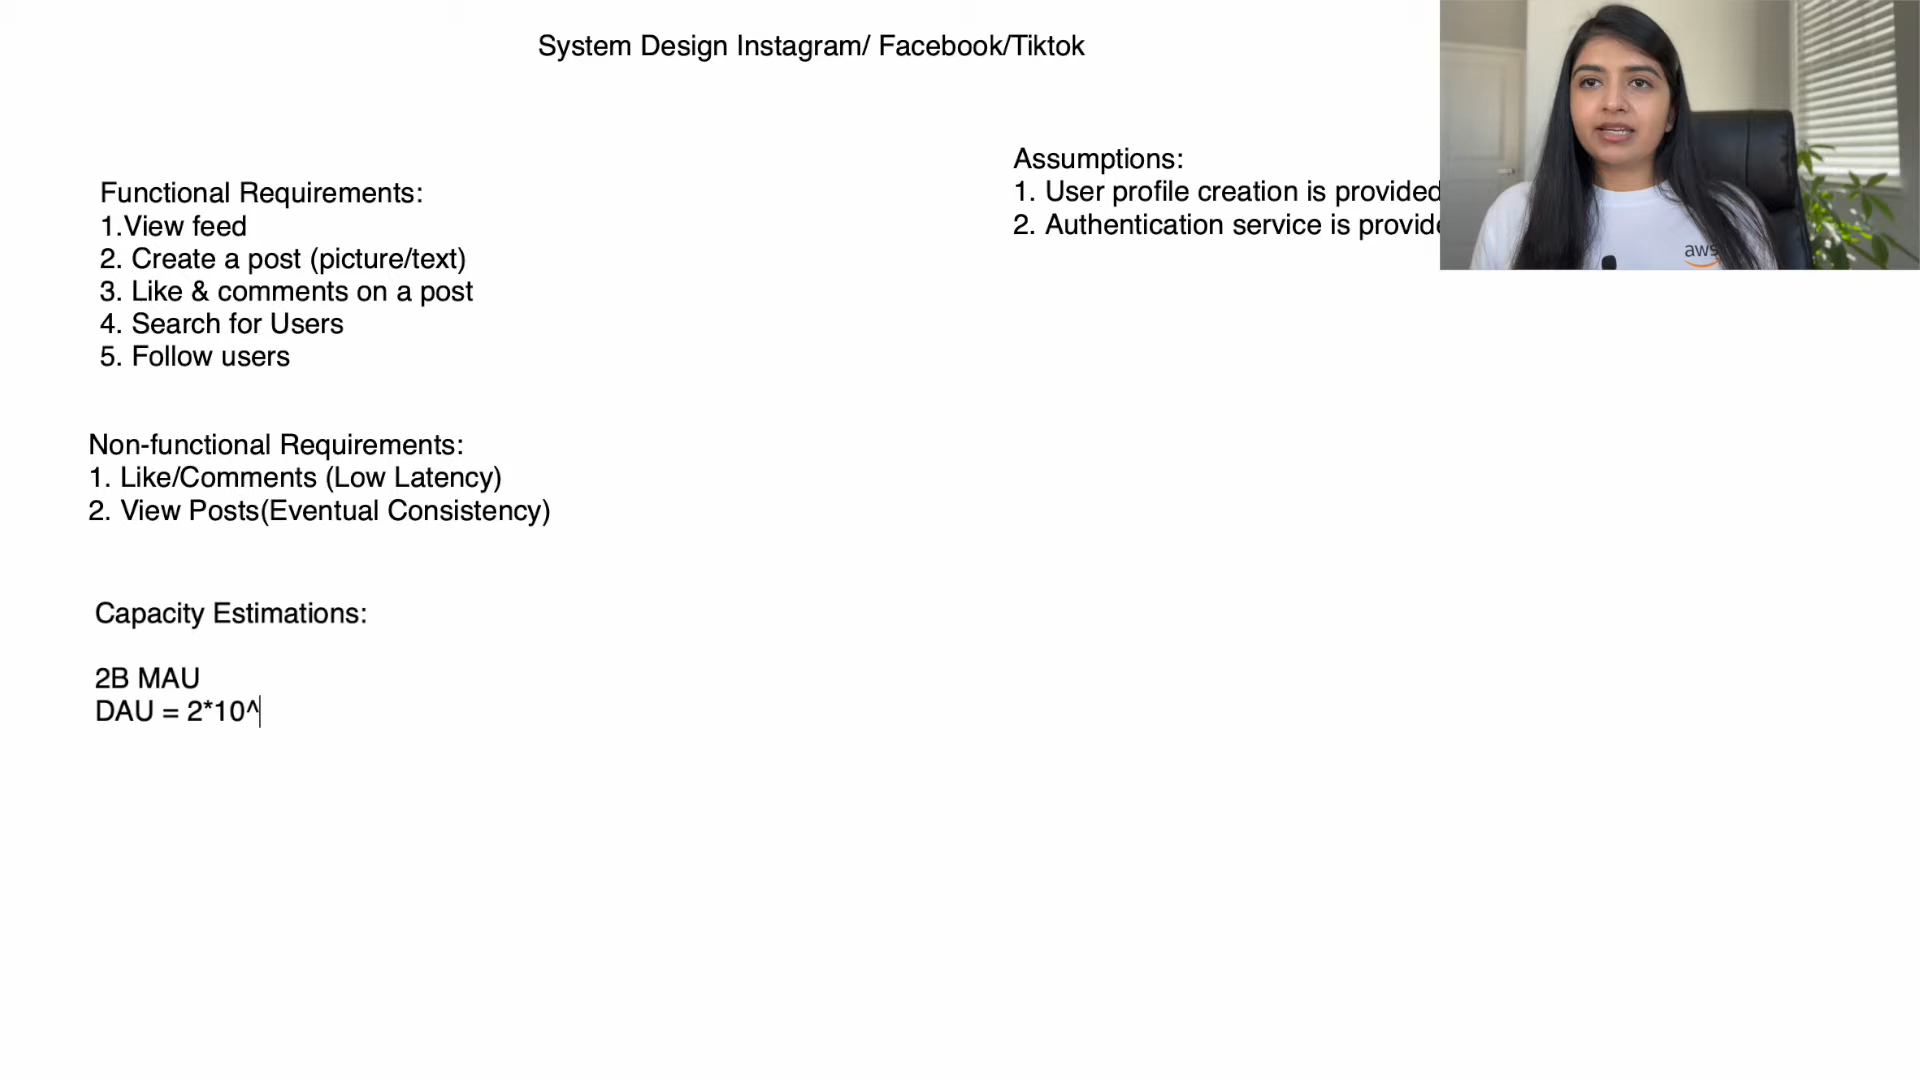 System Design Instagram/ Facebook/Tiktok
Assumptions:
1. User profile creation is provided
2. Authentication service is
Functional Requirements:
1.View feed
2. Create a post (picture/text)
3. Like & comments on a post
4. Search for Users
5. Follow users
Non-functional Requirements:
1. Like/Comments (Low Latency)
2. View Posts(Eventual Consistency)
Capacity Estimations:
2B MAU
DAU = 2*10^
aws